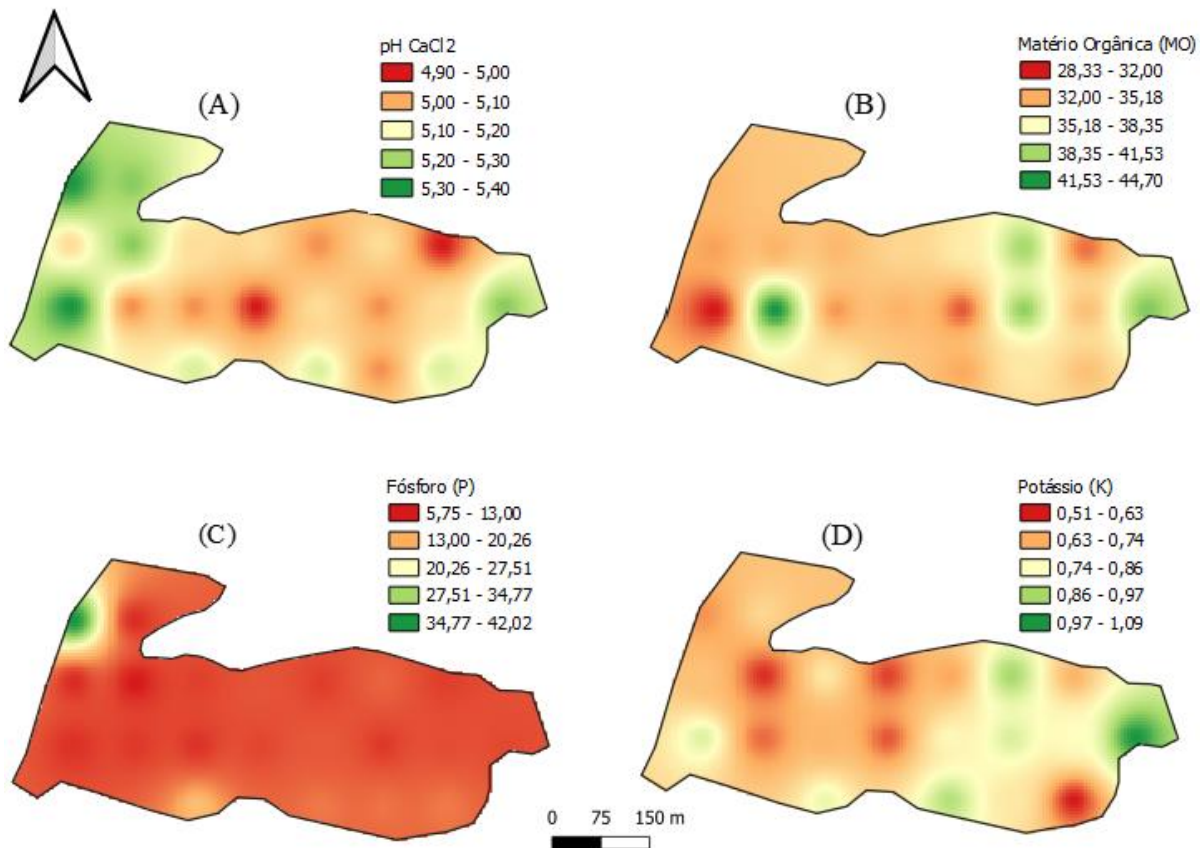 pH CaCl2
4,90 - 5,00
5,00 - 5,10
5,10 - 5,20
5,20 - 5,30
5,30 - 5,40
(A)
Matério Orgânica (MO)
28,33 - 32,00
32,00 - 35,18
35,18 - 38,35
38,35 - 41,53
41,53 - 44,70
(B)
Fósforo (P)
5,75 - 13,00
13,00 - 20,26
20,26 - 27,51
27,51 - 34,77
34,77 - 42,02
(C)
Potássio (K)
0,51 - 0,63
0,63 - 0,74
0,74 - 0,86
0,86 - 0,97
0,97 - 1,09
(D)
0 75 150 m